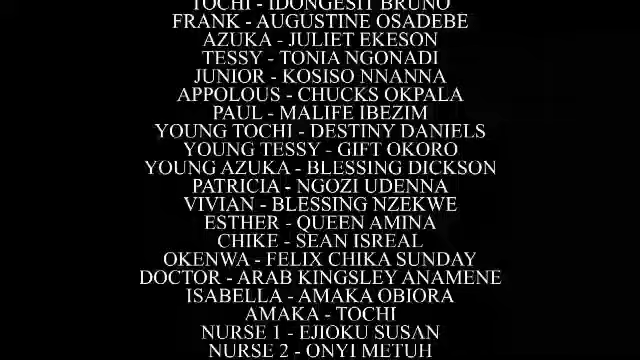 TOCHI - IDONGESIT BRUNO
FRANK - AUGUSTINE OSADEBE
AZUKA - JULIET EKESON
TESSY - TONIA NGONADI
JUNIOR - KOSISO NNANNA
APPOLOUS - CHUCKS OKPALA
PAUL - MALIFE IBEZIM
YOUNG TOCHI - DESTINY DANIELS
YOUNG TESSY - GIFT OKORO
YOUNG AZUKA - BLESSING DICKSON
PATRICIA - NGOZI UDENNA
VIVIAN - BLESSING NZEKWE
ESTHER - QUEEN AMINA
CHIKE - SEAN ISREAL
OKENWA - FELIX CHIKA SUNDAY
DOCTOR - ARAB KINGSLEY ANAMENE
ISABELLA - AMAKA OBIORA
AMAKA - TOCHI
NURSE 1 - EJIOKU SUSAN
NURSE 2 - ONYI METUH